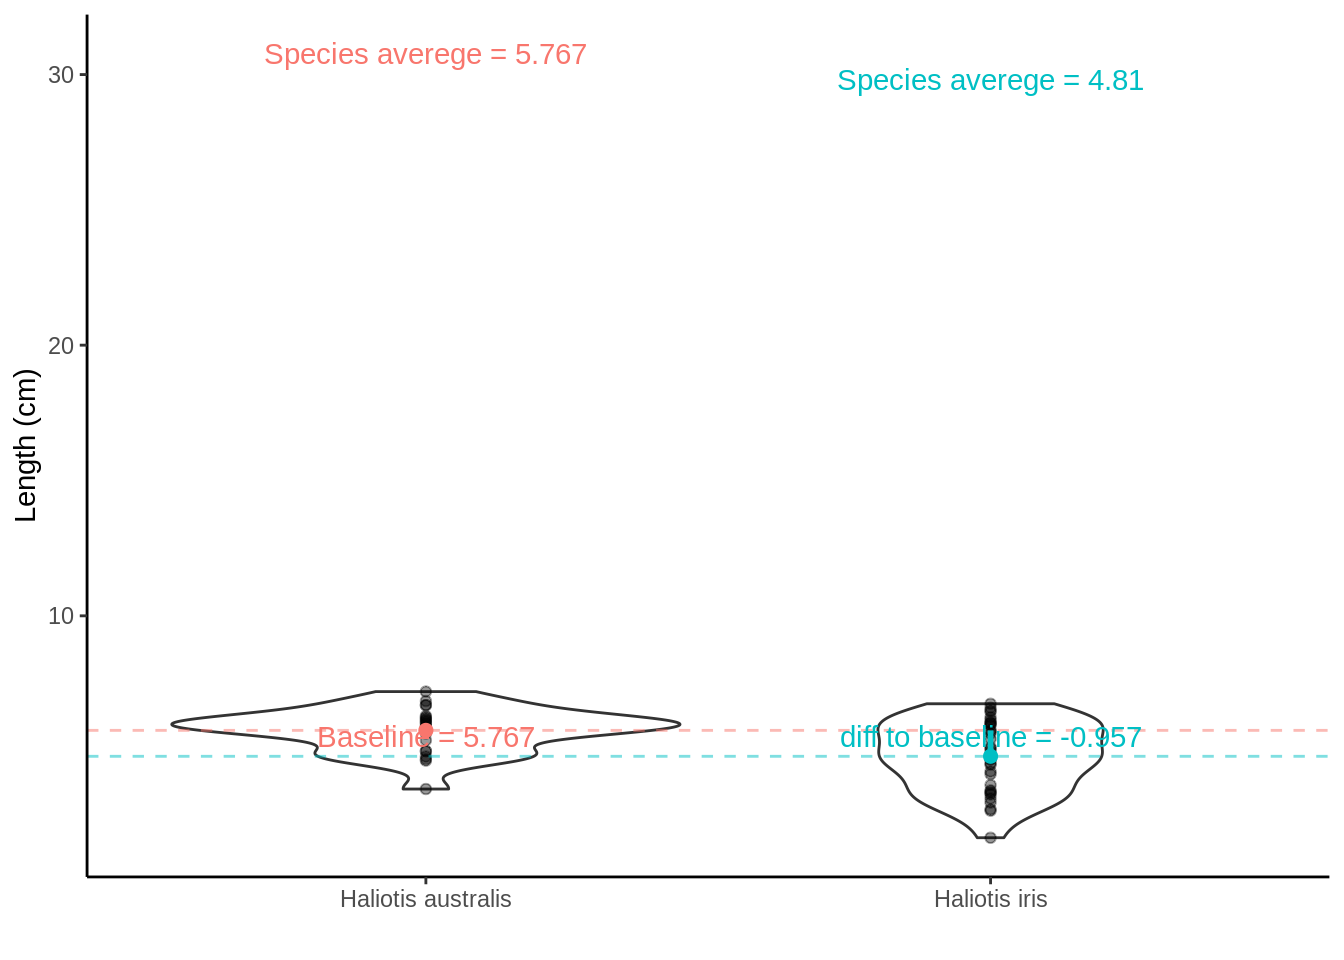 Species averege = 5.767
Species averege = 4.81
30
20
10
Length (cm)
Baseline = 5.767
diff to baseline = -0.957
Haliotis australis
Haliotis iris